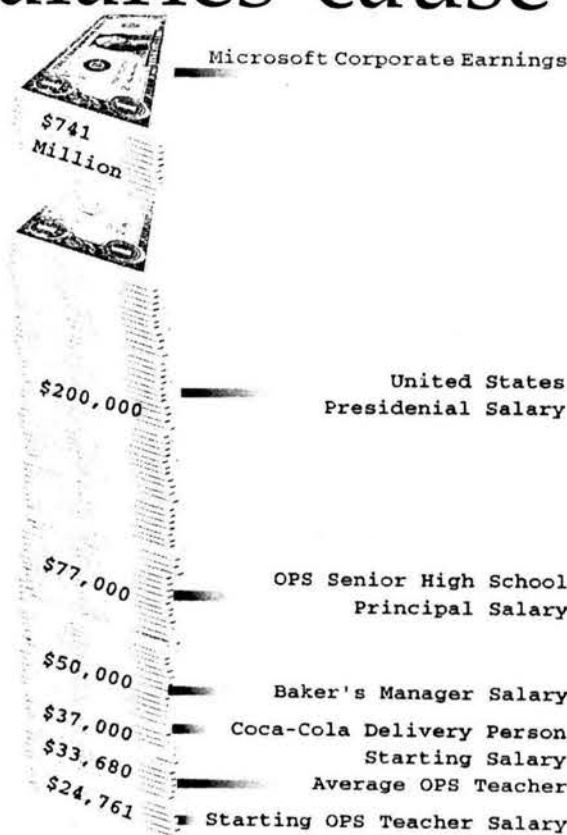 salaries cause
Microsoft Corporate Earnings
$741
Million
$200,000
United States
Presidenial Salary
$77,000
OPS Senior High School
Principal Salary
$50,000
Baker's Manager Salary
$37,000
Coca-Cola Delivery Person
Starting Salary
$33,680
Average OPS Teacher
$24,761
Starting OPS Teacher Salary